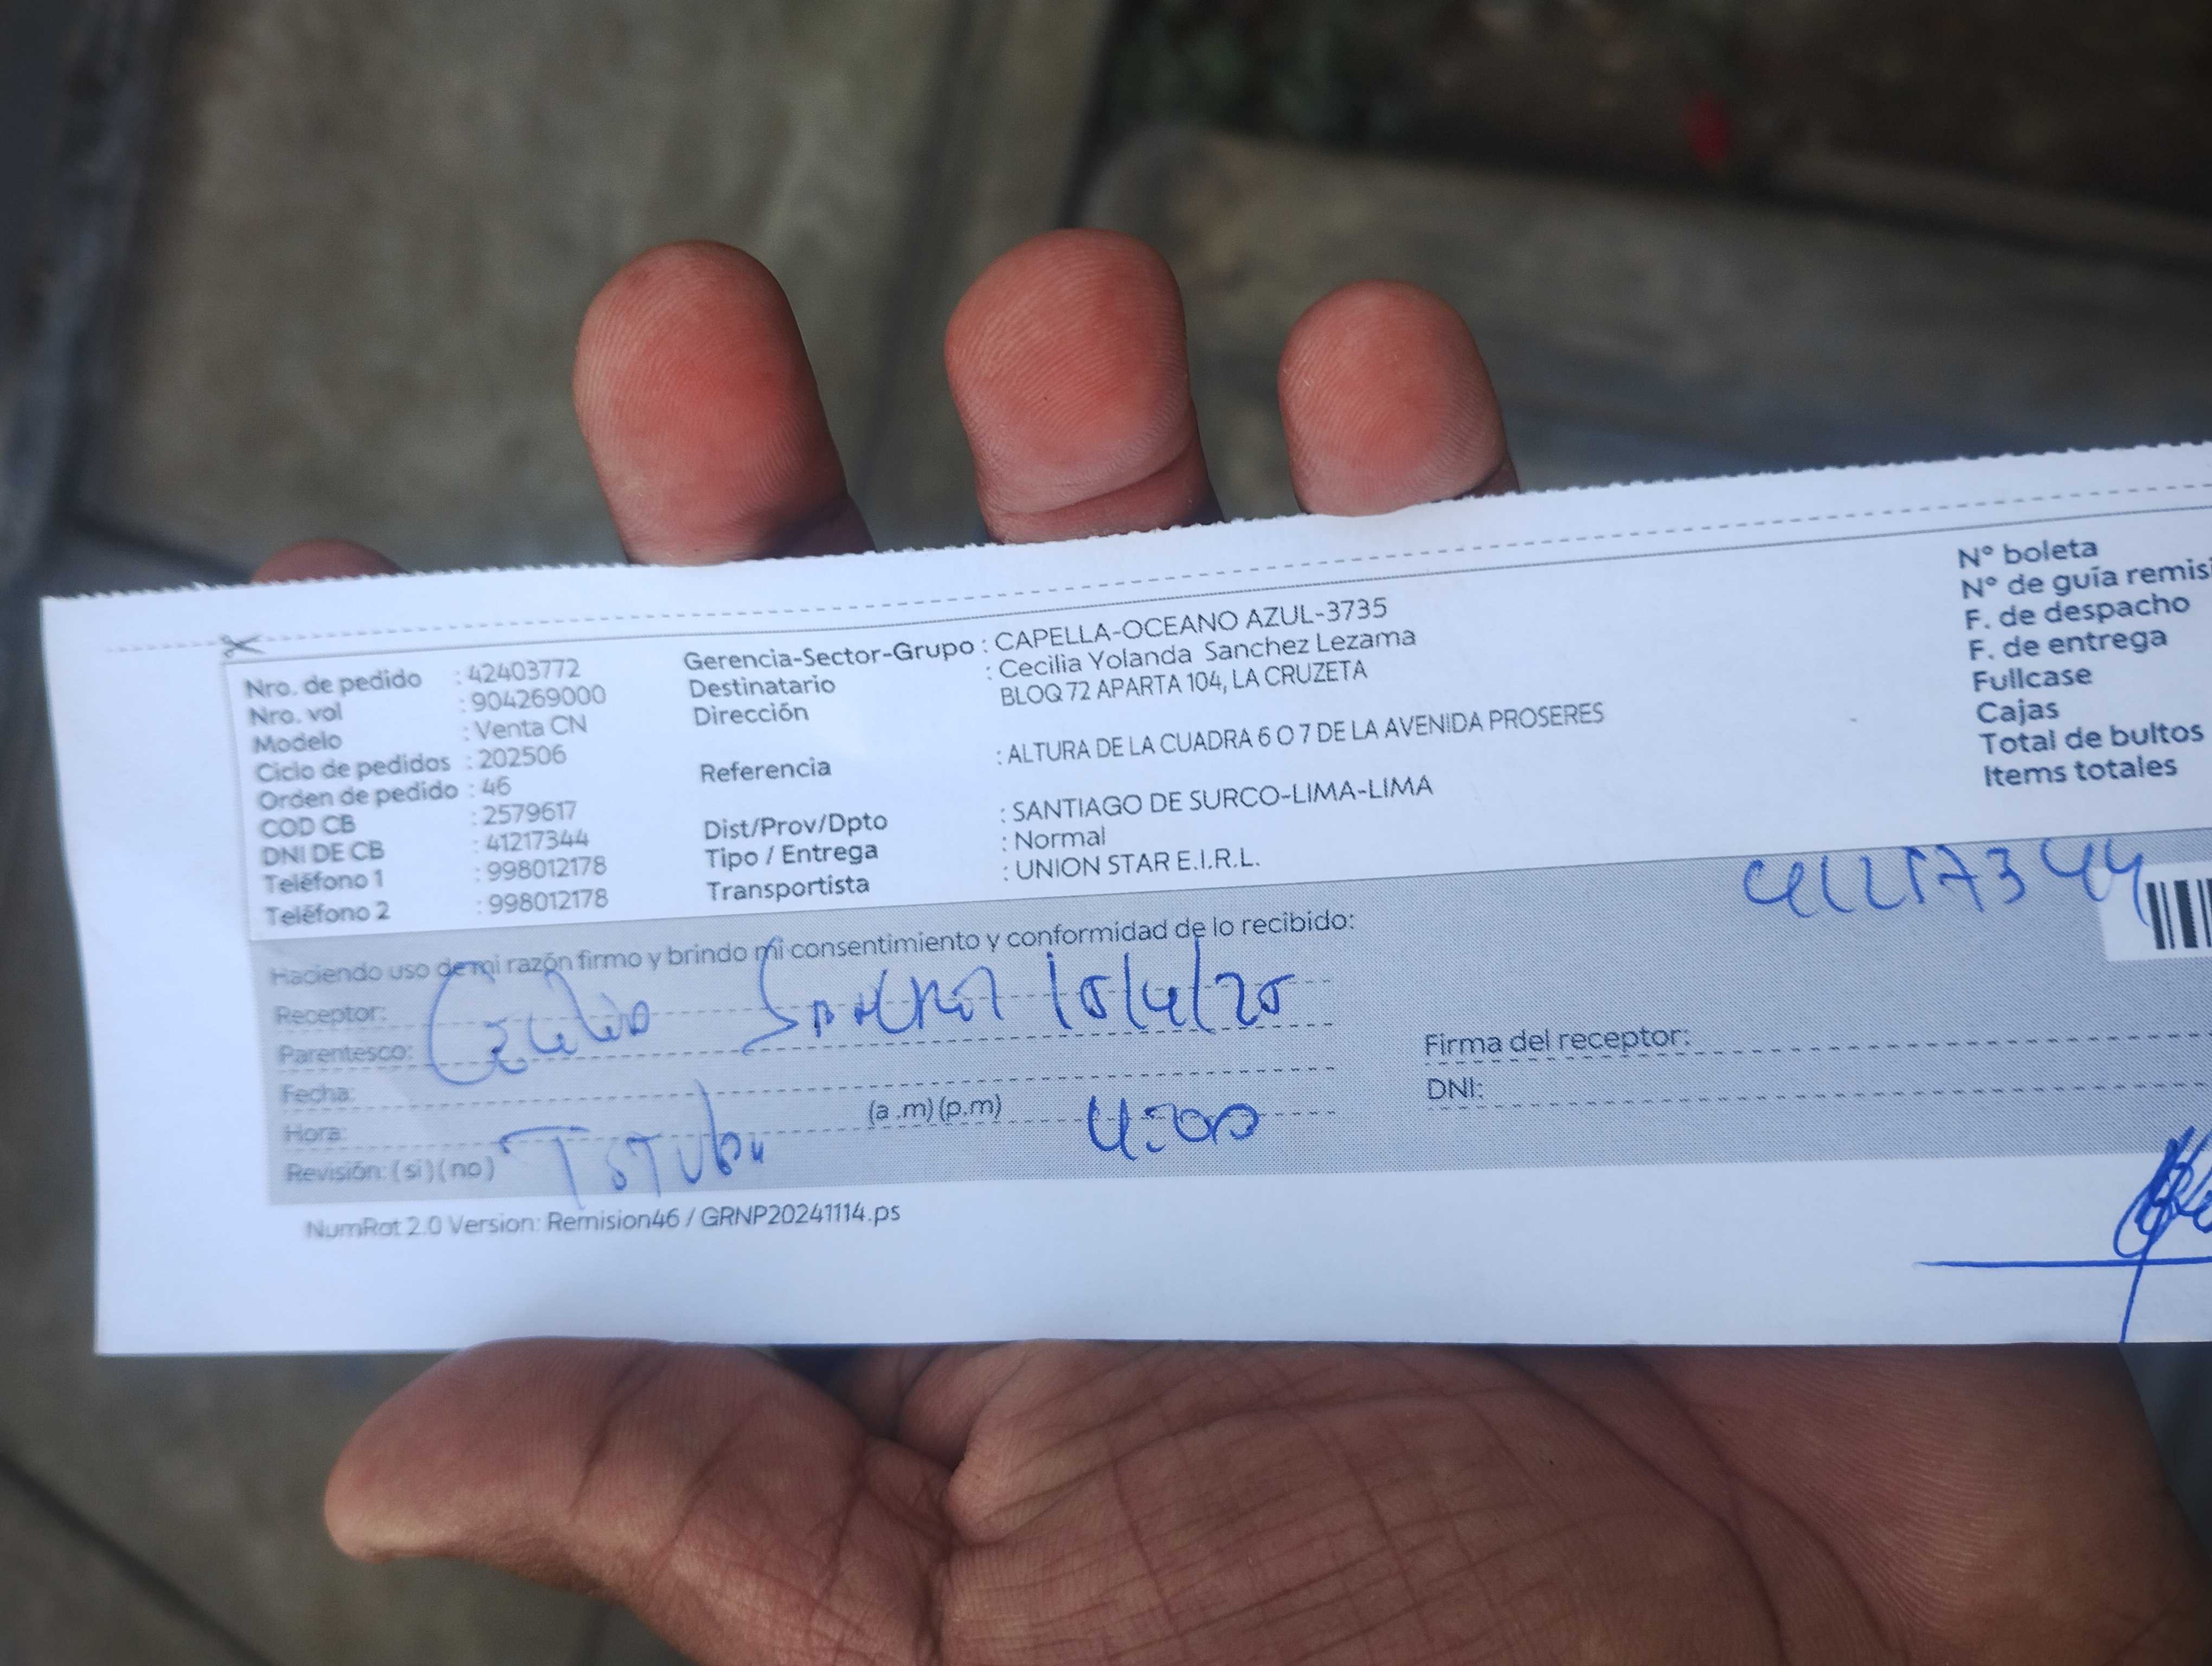 Nro. de pedido : 42403772
Nro. vol : 904269000
Modelo : Venta CN
Ciclo de pedidos : 202506
Orden de pedido : 46
COD CB : 2579617
DNI DE CB : 41217344
Teléfono 1 : 998012178
Teléfono 2 : 998012178
Gerencia-Sector-Grupo : CAPELLA-OCEANO AZUL-3735
Destinatario : Cecilia Yolanda Sanchez Lezama
Dirección BLOQ 72 APARTA 104, LA CRUZETA
Referencia : ALTURA DE LA CUADRA 6 O 7 DE LA AVENIDA PROSERES
Dist/Prov/Dpto : SANTIAGO DE SURCO-LIMA-LIMA
Tipo / Entrega : Normal
Transportista : UNION STAR E.I.R.L.
N° boleta
N° de guía remisi
F. de despacho
F. de entrega
Fullcase
Cajas
Total de bultos
Items totales
41217344
Haciendo uso de mi razón firmo y brindo mi consentimiento y conformidad de lo recibido:
Receptor: Cecilia Sanchez 15/4/25
Parentesco:
Fecha:
Hora: (a .m) (p.m) 4:00
Revisión: ( si ) ( no )
Firma del receptor:
DNI:
NumRot 2.0 Version: Remision46 / GRNP20241114.ps